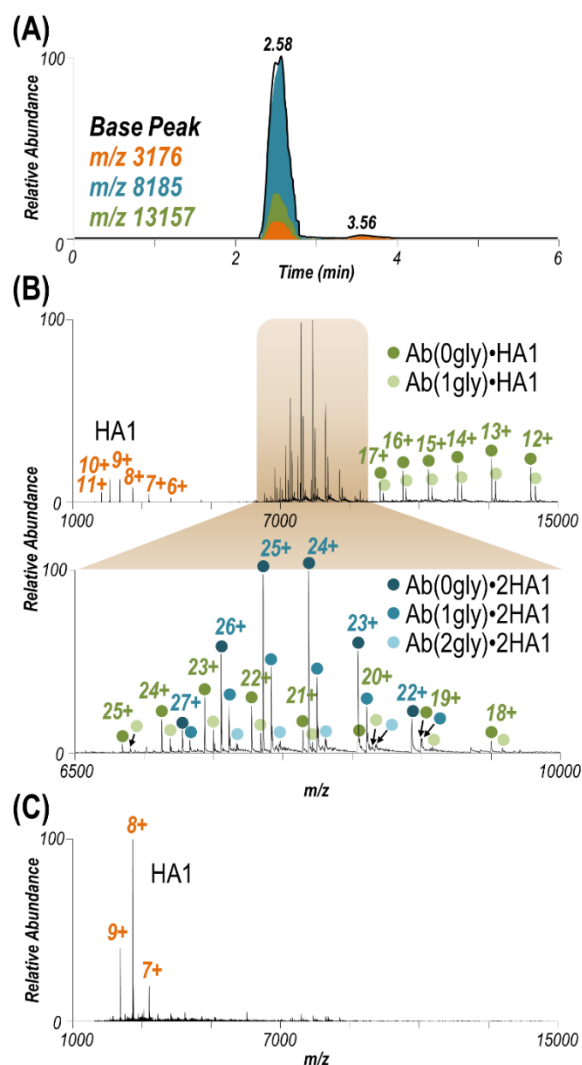 (A)
2.58
100
Relative Abundance
Base Peak
m/z 3176
m/z 8185
m/z 13157
3.56
0
0
2
4
6
Time (min)
(B)
100
Relative Abundance
Ab(0gly)•HA1
Ab(1gly)•HA1
HA1
11+ 10+ 9+ 8+ 7+ 6+
17+ 16+ 15+ 14+ 13+ 12+
0
1000 7000 15000
100
Relative Abundance
25+ 24+
Ab(0gly)•2HA1
Ab(1gly)•2HA1
Ab(2gly)•2HA1
26+ 23+
25+ 24+ 27+ 23+ 22+ 21+ 20+ 22+ 19+ 18+
0
6500 10000
m/z
(C)
100
8+
HA1
Relative Abundance
9+
7+
0
1000 7000 15000
m/z